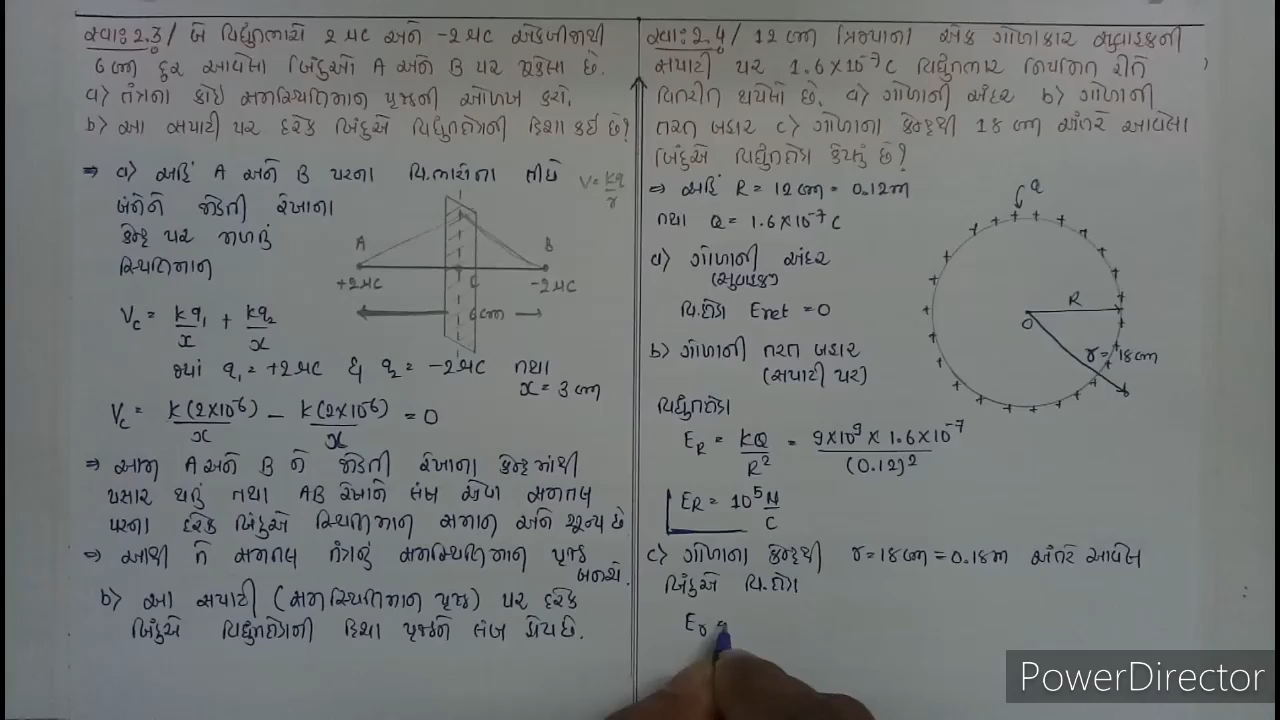 સ્વા: 2.3/ બે વિદ્યુતભારો 2 μC અને -2 μC એકબીજાથી
6 cm દૂર આવેલા બિંદુઓ A અને B પર મૂકેલા છે.
a> તંત્રના કોઈ સમસ્થિતિમાન પૃષ્ઠની ઓળખ કરો.
b> આ સપાટી પર દરેક બિંદુએ વિદ્યુતક્ષેત્રની દિશા કઈ છે?
⇒ a> અહિં A અને B પરના વિ.ભારોના લીધે
V = kq/r
બંનેને જોડતી રેખાના
કેન્દ્ર પર મળતું
સ્થિતિમાન
A
B
+2μC
C
-2μC
6cm
Vc = kq₁/x + kq₂/x
જ્યાં q₁ = +2μC & q₂ = -2μC તથા
x = 3 cm
Vc = k(2×10⁻⁶)/x - k(2×10⁻⁶)/x = 0
⇒ આમ A અને B ને જોડતી રેખાના કેન્દ્રમાંથી
પસાર થતું તથા AB રેખાને લંબ એવા સમતલ
પરના દરેક બિંદુએ સ્થિતિમાન સમાન અને શૂન્ય છે
⇒ આથી તે સમતલ તંત્રનું સમસ્થિતિમાન પૃષ્ઠ
બનશે.
b> આ સપાટી (સમસ્થિતિમાન પૃષ્ઠ) પર દરેક
બિંદુએ વિદ્યુતક્ષેત્રની દિશા પૃષ્ઠને લંબ હોય છે.
સ્વા: 2.4/ 12 cm ત્રિજ્યાના એક ગોળાકાર સુવાહકની
સપાટી પર 1.6×10⁻⁷ C વિદ્યુતભાર નિયમિત રીતે
વિતરીત થયેલો છે. a> ગોળાની અંદર b> ગોળાની
તરત બહાર c> ગોળાના કેન્દ્રથી 18 cm અંતરે આવેલા
બિંદુએ વિદ્યુતક્ષેત્ર કેટલું છે?
⇒ અહિં R = 12 cm = 0.12m
તથા Q = 1.6×10⁻⁷ C
Q
a> ગોળાની અંદર
(સુવાહક)
વિ.ક્ષેત્ર Enet = 0
R
O
r = 18cm
b> ગોળાની તરત બહાર
(સપાટી પર)
વિદ્યુતક્ષેત્ર
ER = kQ/R² = 9×10⁹ × 1.6×10⁻⁷/(0.12)²
ER = 10⁵ N/C
c> ગોળાના કેન્દ્રથી r = 18 cm = 0.18m અંતરે આવેલ
બિંદુએ વિ.ક્ષેત્ર
Er =
PowerDirector